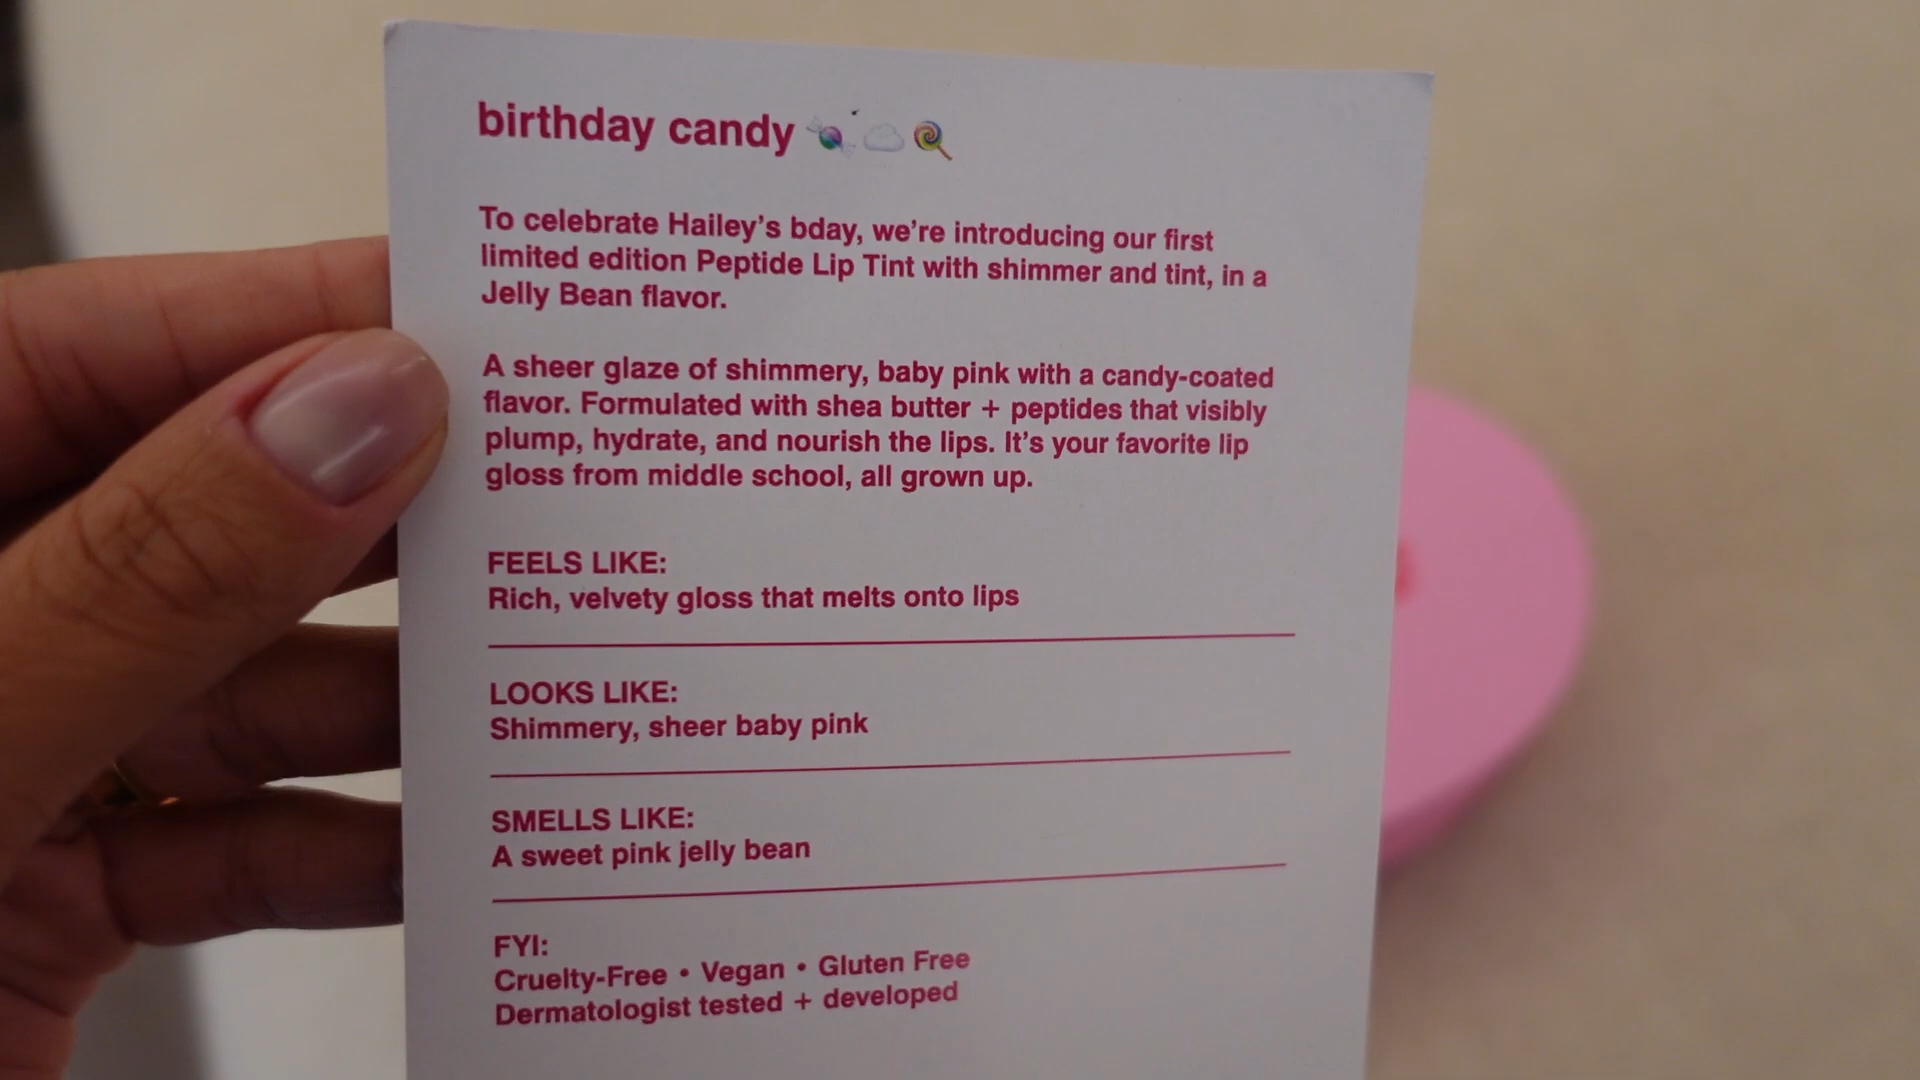 birthday candy 🍬☁️🍭
To celebrate Hailey's bday, we're introducing our first
limited edition Peptide Lip Tint with shimmer and tint, in a
Jelly Bean flavor.
A sheer glaze of shimmery, baby pink with a candy-coated
flavor. Formulated with shea butter + peptides that visibly
plump, hydrate, and nourish the lips. It's your favorite lip
gloss from middle school, all grown up.
FEELS LIKE:
Rich, velvety gloss that melts onto lips
LOOKS LIKE:
Shimmery, sheer baby pink
SMELLS LIKE:
A sweet pink jelly bean
FYI:
Cruelty-Free • Vegan • Gluten Free
Dermatologist tested + developed